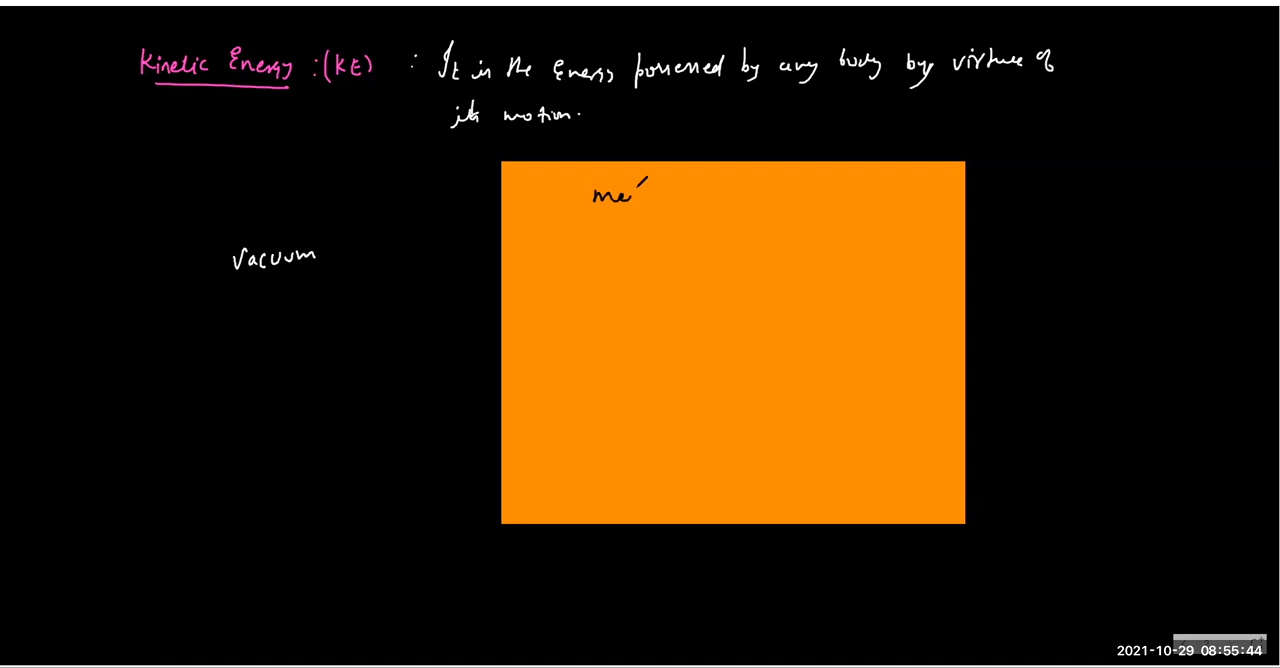 Kinetic Energy :(KE) : It is the Energy possessed by any body by virtue of
its motion.
me
Vacuum
2021-10-29 08:55:44